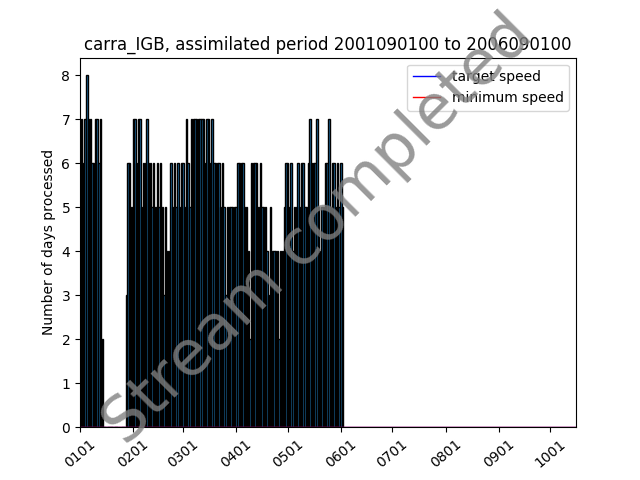 carra_IGB, assimilated period 2001090100 to 2006090100
target speed
minimum speed
Number of days processed
8
7
6
5
4
3
2
1
0
0101 0201 0301 0401 0501 0601 0701 0801 0901 1001
Stream completed